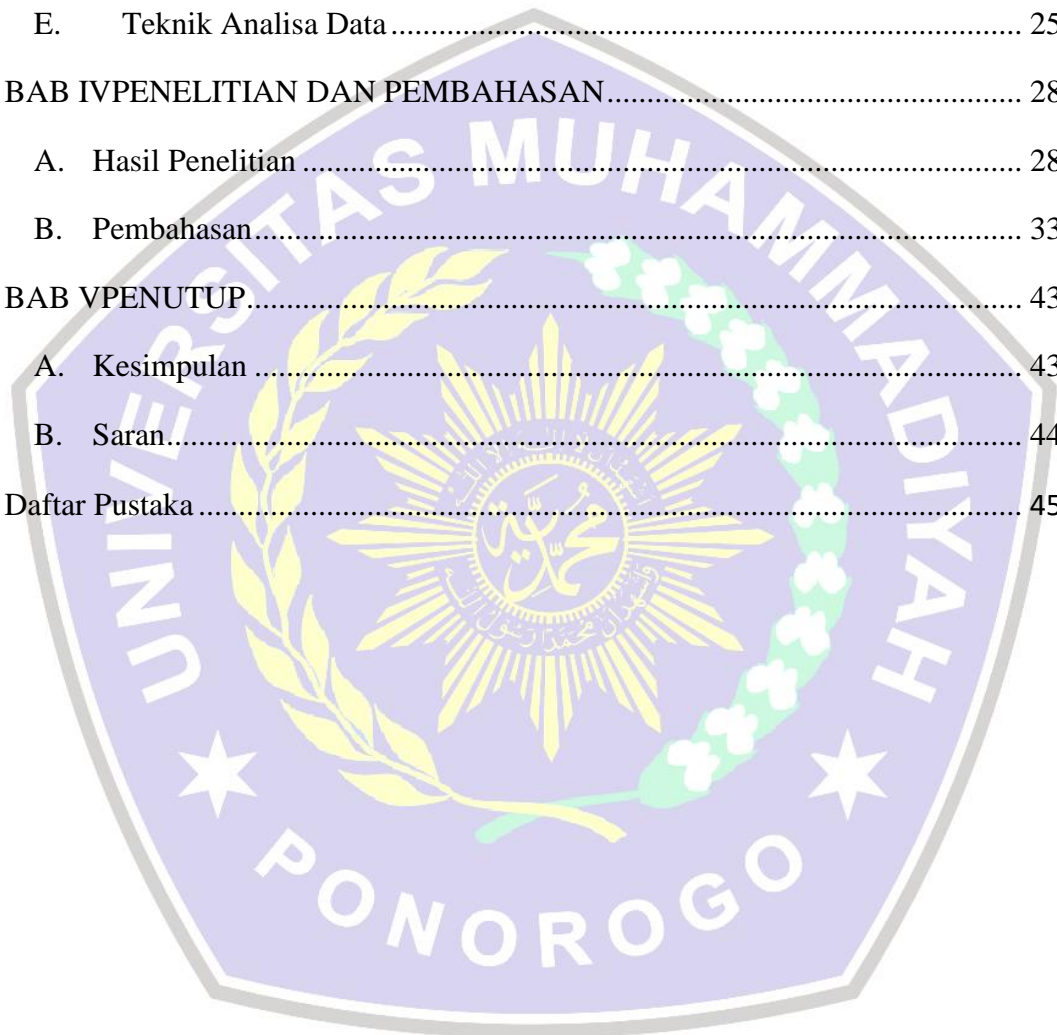 E. Teknik Analisa Data ........ 25
BAB IVPENELITIAN DAN PEMBAHASAN ........ 28
A. Hasil Penelitian ........ 28
B. Pembahasan ........ 33
BAB VPENUTUP ........ 43
A. Kesimpulan ........ 43
B. Saran ........ 44
Daftar Pustaka ........ 45
UNIVERSITAS MUHAMMADIYAH
PONOROGO
محمدية